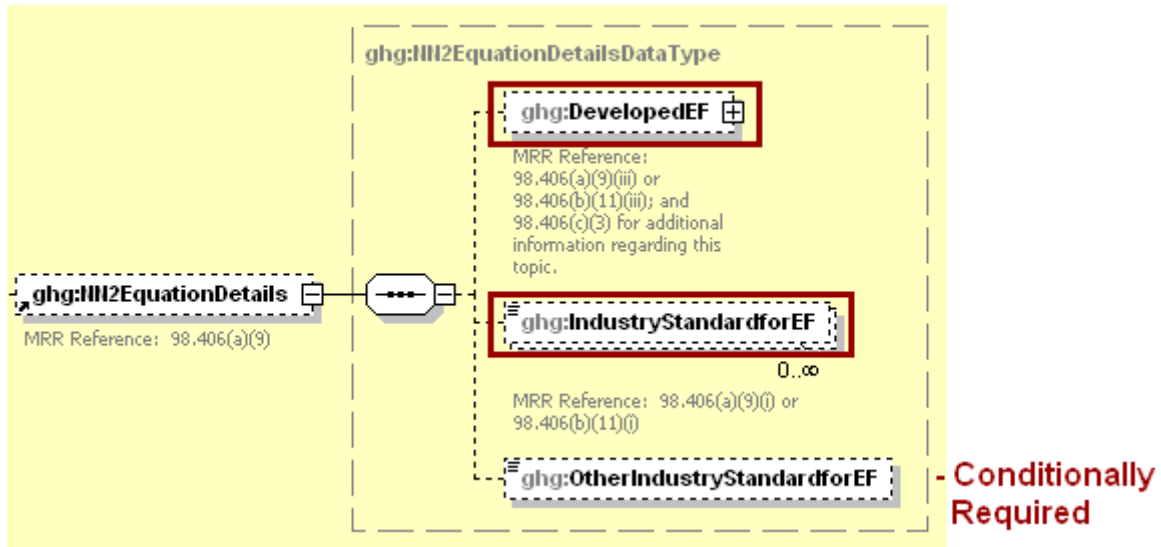 ghg:NN2EquationDetailsDataType
ghg:DevelopedEF
MRR Reference:
98.406(a)(9)(iii) or
98.406(b)(11)(iii); and
98.406(c)(3) for additional
information regarding this
topic.
ghg:NN2EquationDetails
MRR Reference: 98.406(a)(9)
ghg:IndustryStandardforEF
0..∞
MRR Reference: 98.406(a)(9)(i) or
98.406(b)(11)(i)
ghg:OtherIndustryStandardforEF
- Conditionally
Required